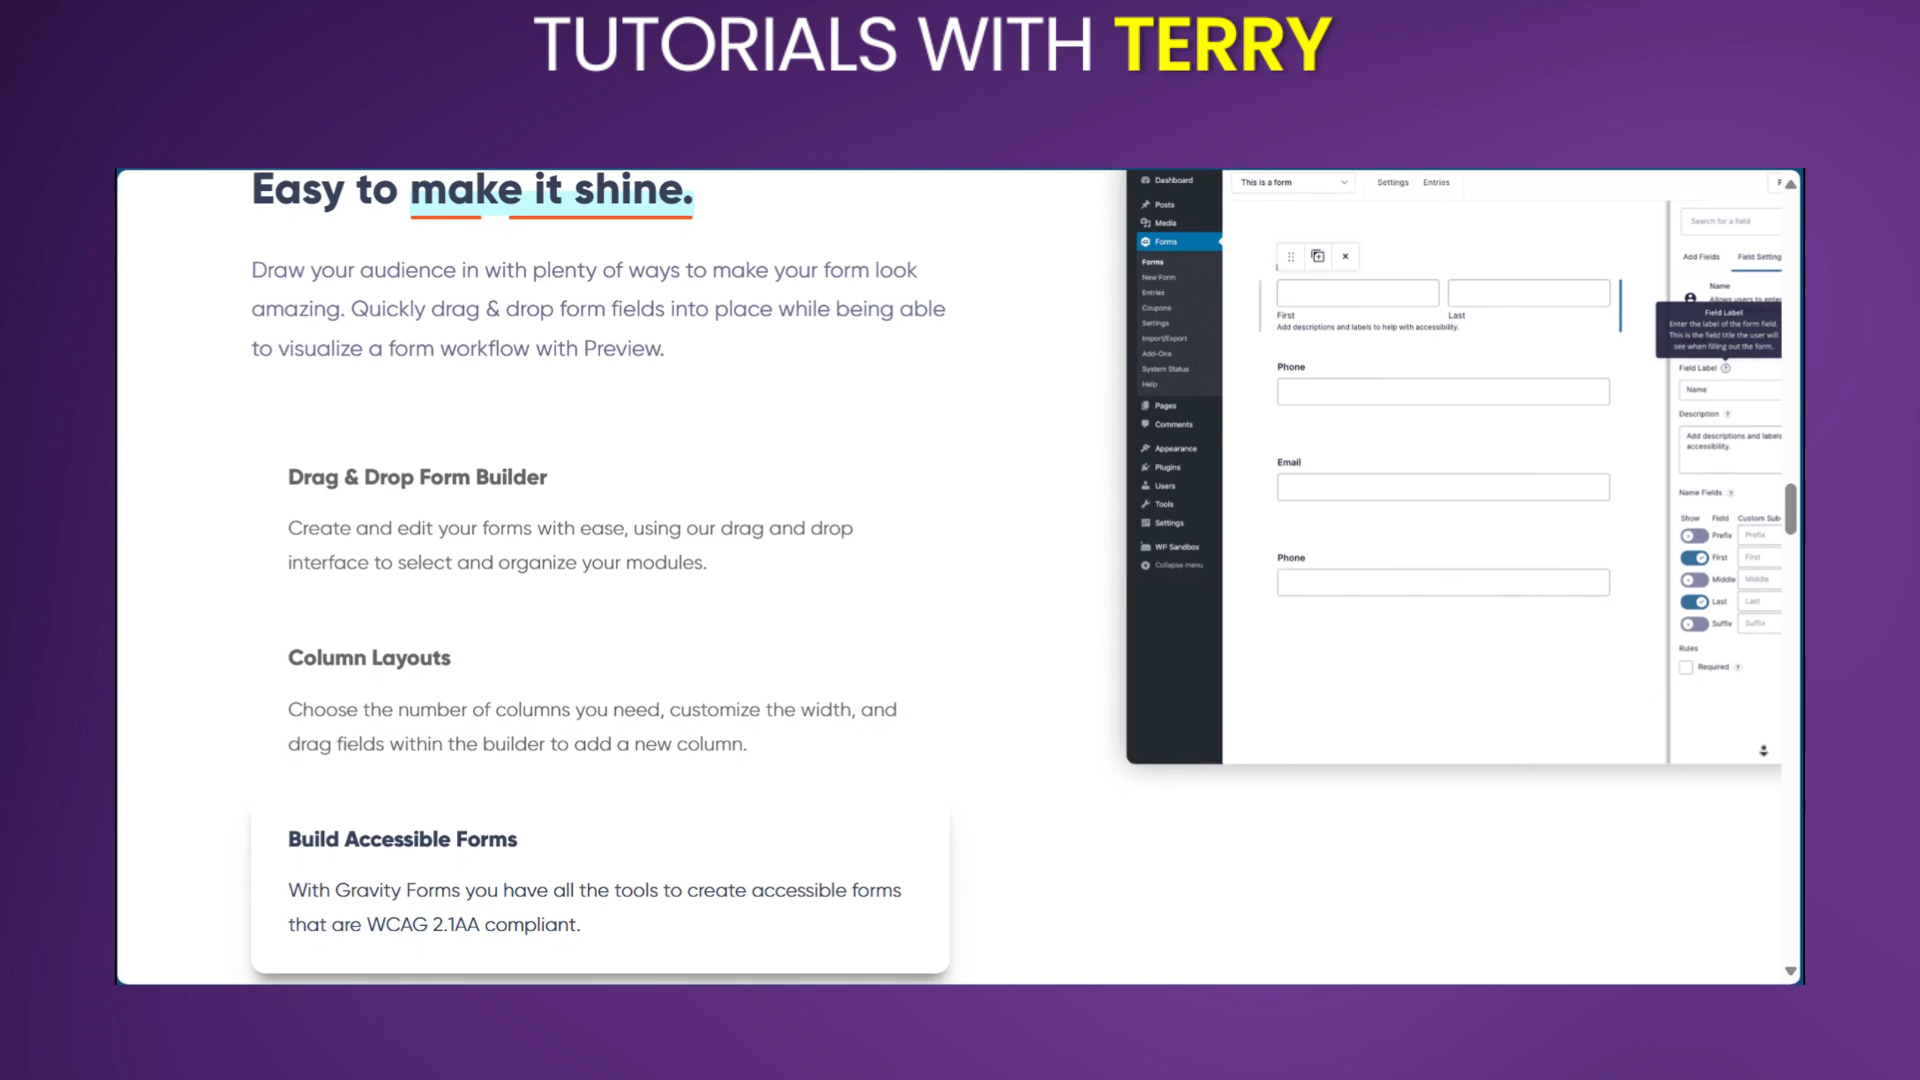 TUTORIALS WITH TERRY
Easy to make it shine.
Draw your audience in with plenty of ways to make your form look
amazing. Quickly drag & drop form fields into place while being able
to visualize a form workflow with Preview.
Drag & Drop Form Builder
Create and edit your forms with ease, using our drag and drop
interface to select and organize your modules.
Column Layouts
Choose the number of columns you need, customize the width, and
drag fields within the builder to add a new column.
Build Accessible Forms
With Gravity Forms you have all the tools to create accessible forms
that are WCAG 2.1AA compliant.
Dashboard
Posts
Media
Forms
Forms
New Form
Entries
Coupons
Settings
Import/Export
Add-Ons
System Status
Help
Pages
Comments
Appearance
Plugins
Users
Tools
Settings
WP Sandbox
Collapse menu
This is a form
Settings
Entries
First
Last
Add descriptions and labels to help with accessibility.
Phone
Email
Phone
Search for a field
Add Fields
Field Setting
Name
Allows users to enter
Field Label
Enter the label of the form field.
This is the field title the user will
see when filling out the form.
Field Label
Name
Description
Add descriptions and labels
accessibility.
Name Fields
Show Field Custom Sub-
Prefix Prefix
First First
Middle Middle
Last Last
Suffix Suffix
Rules
Required